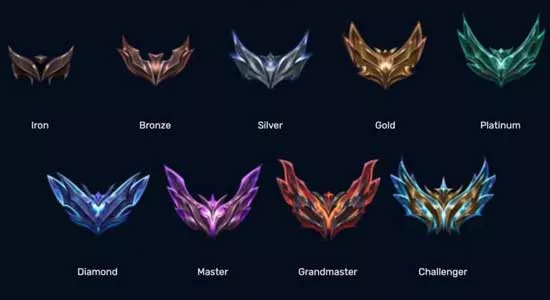 Iron
Bronze
Silver
Gold
Platinum
Diamond
Master
Grandmaster
Challenger